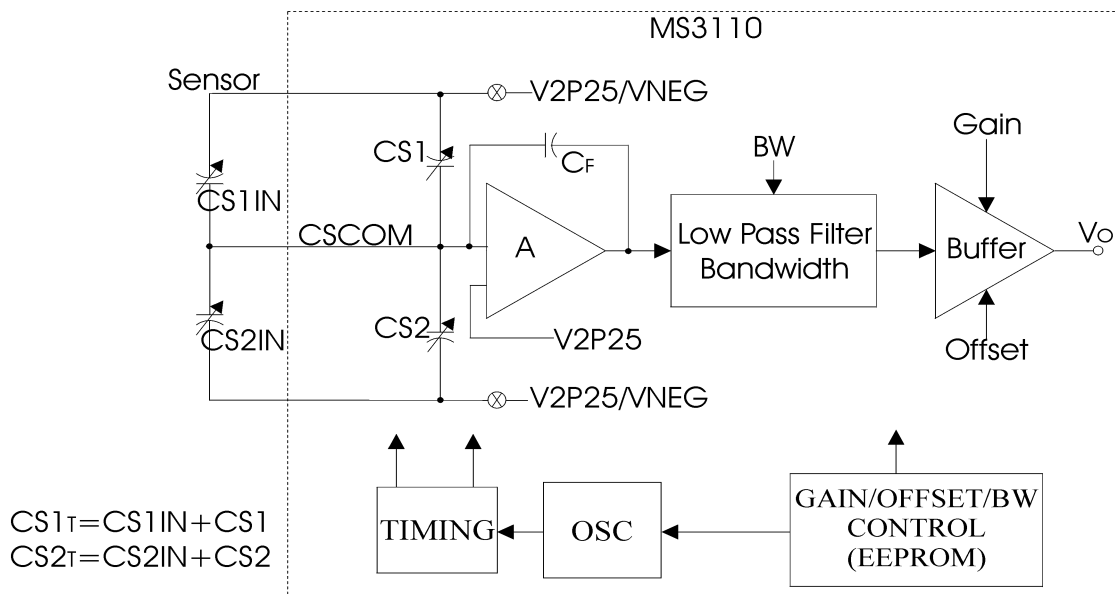 MS3110
Sensor
V2P25/VNEG
CS1
CF
BW
Gain
CS1IN
CSCOM
A
Low Pass Filter
Bandwidth
Buffer
Vo
CS2
CS2IN
V2P25
Offset
V2P25/VNEG
CS1T=CS1IN+CS1
CS2T=CS2IN+CS2
TIMING
OSC
GAIN/OFFSET/BW
CONTROL
(EEPROM)